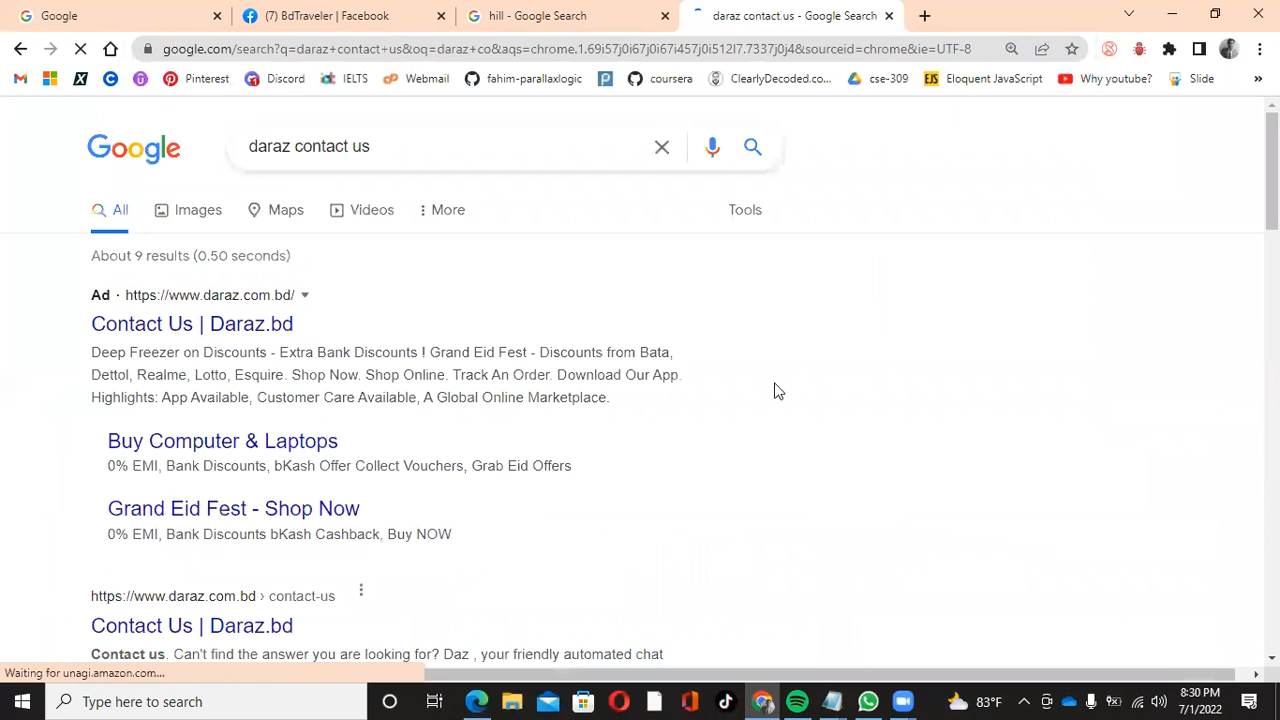 Google
(7) BdTraveler | Facebook
hill - Google Search
daraz contact us - Google Search
google.com/search?q=daraz+contact+us&oq=daraz+co&aqs=chrome.1.69i57j0i67j0i67i457j0i512l7.7337j0j4&sourceid=chrome&ie=UTF-8
Pinterest
Discord
IELTS
Webmail
fahim-parallaxlogic
coursera
ClearlyDecoded.co...
cse-309
EJS Eloquent JavaScript
Why youtube?
Slide
»
Google
daraz contact us
All
Images
Maps
Videos
More
Tools
About 9 results (0.50 seconds)
Ad · https://www.daraz.com.bd/
Contact Us | Daraz.bd
Deep Freezer on Discounts - Extra Bank Discounts ! Grand Eid Fest - Discounts from Bata,
Dettol, Realme, Lotto, Esquire. Shop Now. Shop Online. Track An Order. Download Our App.
Highlights: App Available, Customer Care Available, A Global Online Marketplace.
Buy Computer & Laptops
0% EMI, Bank Discounts, bKash Offer Collect Vouchers, Grab Eid Offers
Grand Eid Fest - Shop Now
0% EMI, Bank Discounts bKash Cashback, Buy NOW
https://www.daraz.com.bd › contact-us
Contact Us | Daraz.bd
Contact us. Can't find the answer you are looking for? Daz , your friendly automated chat
Waiting for unagi.amazon.com...
Type here to search
83°F
8:30 PM
7/1/2022